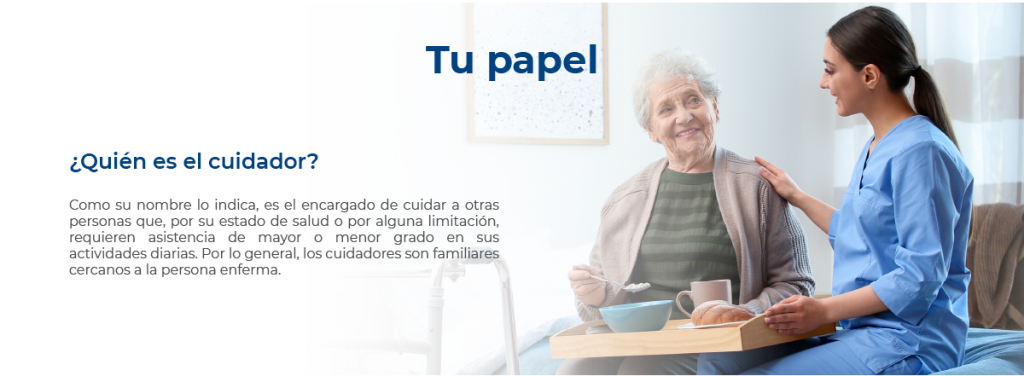 Tu papel
¿Quién es el cuidador?
Como su nombre lo indica, es el encargado de cuidar a otras
personas que, por su estado de salud o por alguna limitación,
requieren asistencia de mayor o menor grado en sus
actividades diarias. Por lo general, los cuidadores son familiares
cercanos a la persona enferma.